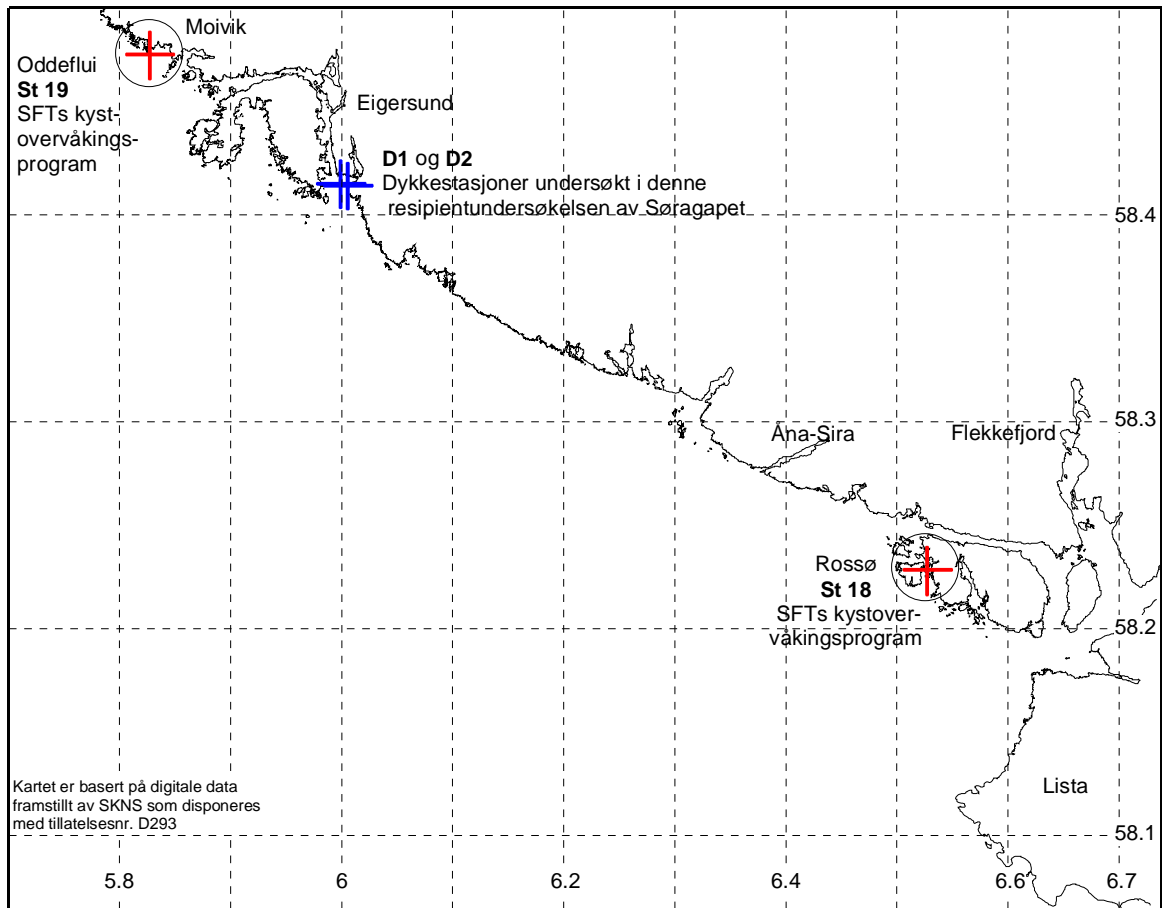 Moivik
Oddeflui
St 19
SFTs kyst-
overvåkings-
program
Eigersund
D1 og D2
Dykkestasjoner undersøkt i denne
resipientundersøkelsen av Søragapet
58.4
58.3
Åna-Sira
Flekkefjord
Rossø
St 18
SFTs kystover-
våkingsprogram
58.2
Lista
Kartet er basert på digitale data
framstillt av SKNS som disponeres
med tillatelsesnr. D293
58.1
5.8
6
6.2
6.4
6.6
6.7